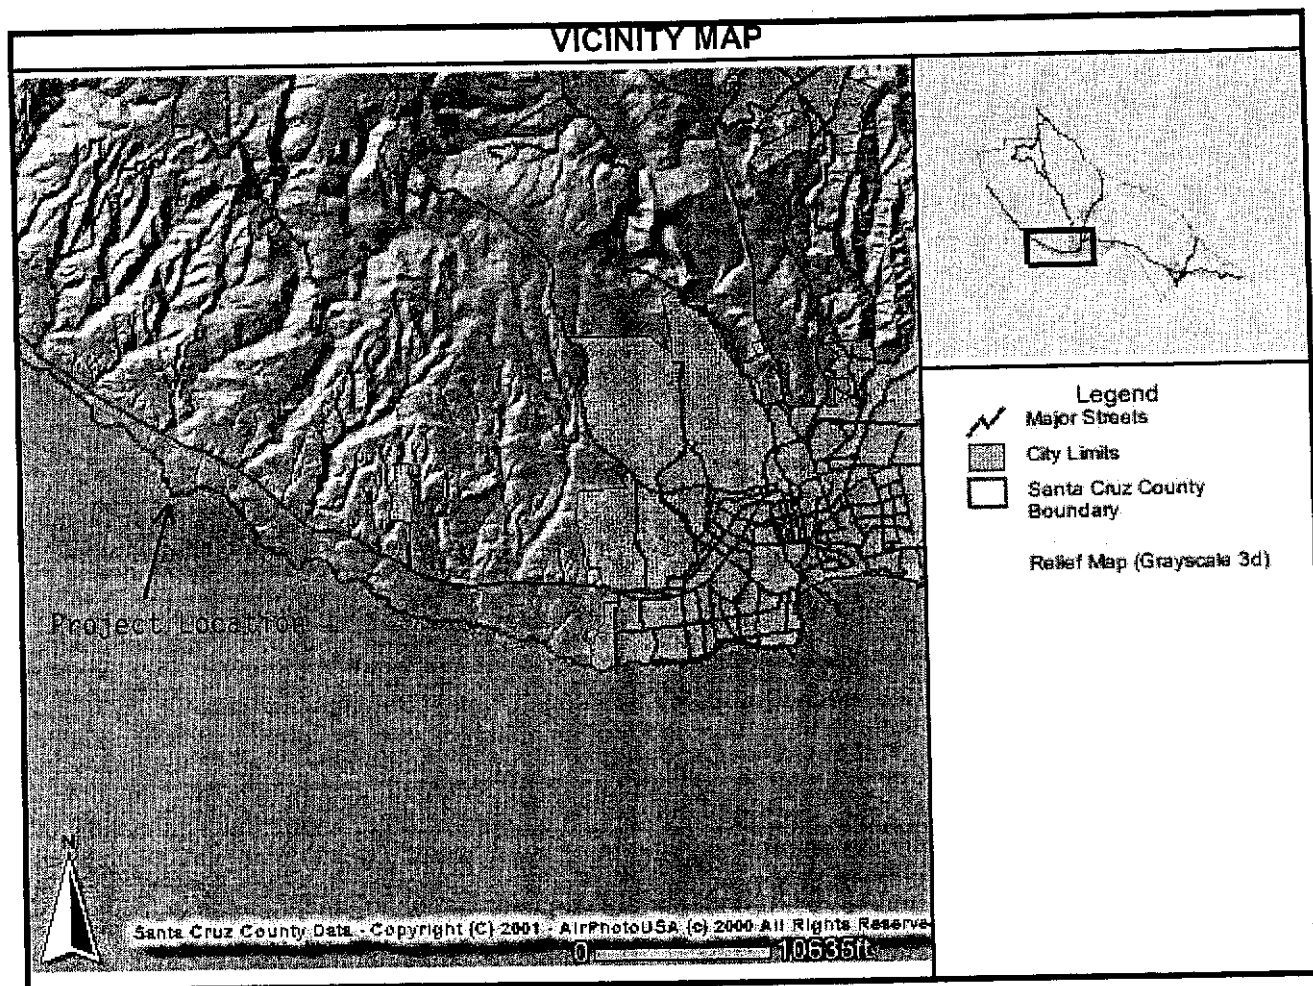 VICINITY MAP
Legend
Major Streets
City Limits
Santa Cruz County
Boundary
Relief Map (Grayscale 3d)
Project Location
N
Santa Cruz County Data - Copyright (C) 2001 - AirPhotoUSA (c) 2000 All Rights Reserve
0 10635ft